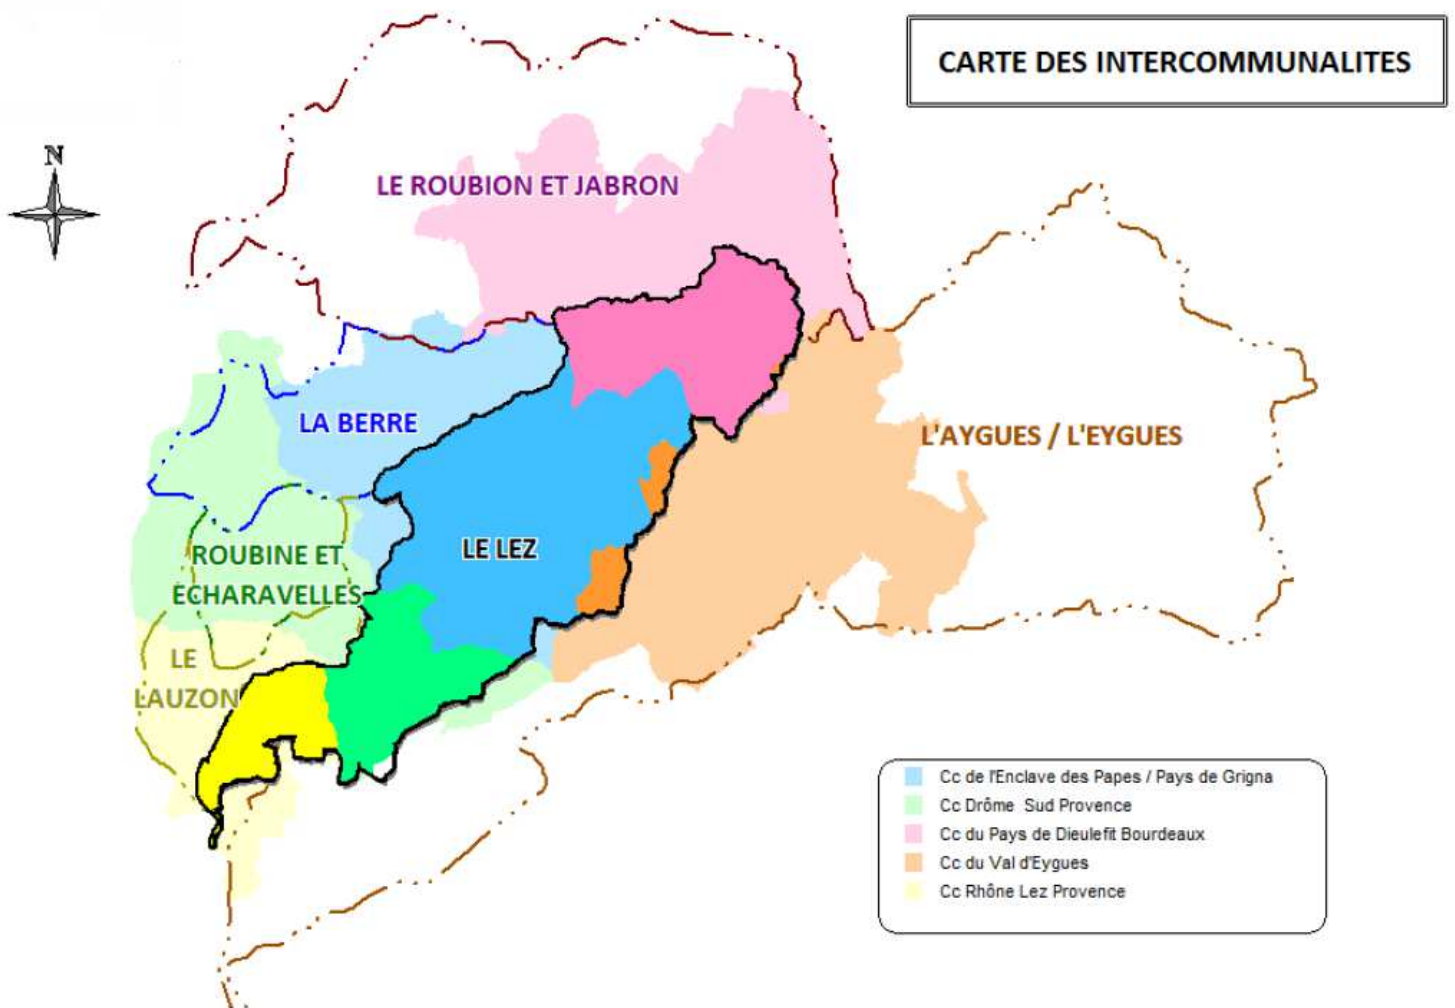 CARTE DES INTERCOMMUNALITES
N
LE ROUBION ET JABRON
LA BERRE
L'AYGUES / L'EYGUES
LE LEZ
ROUBINE ET
ECHARAVELLES
LE
LAUZON
Cc de l'Enclave des Papes / Pays de Grigna
Cc Drôme Sud Provence
Cc du Pays de Dieulefit Bourdeaux
Cc du Val d'Eygues
Cc Rhône Lez Provence